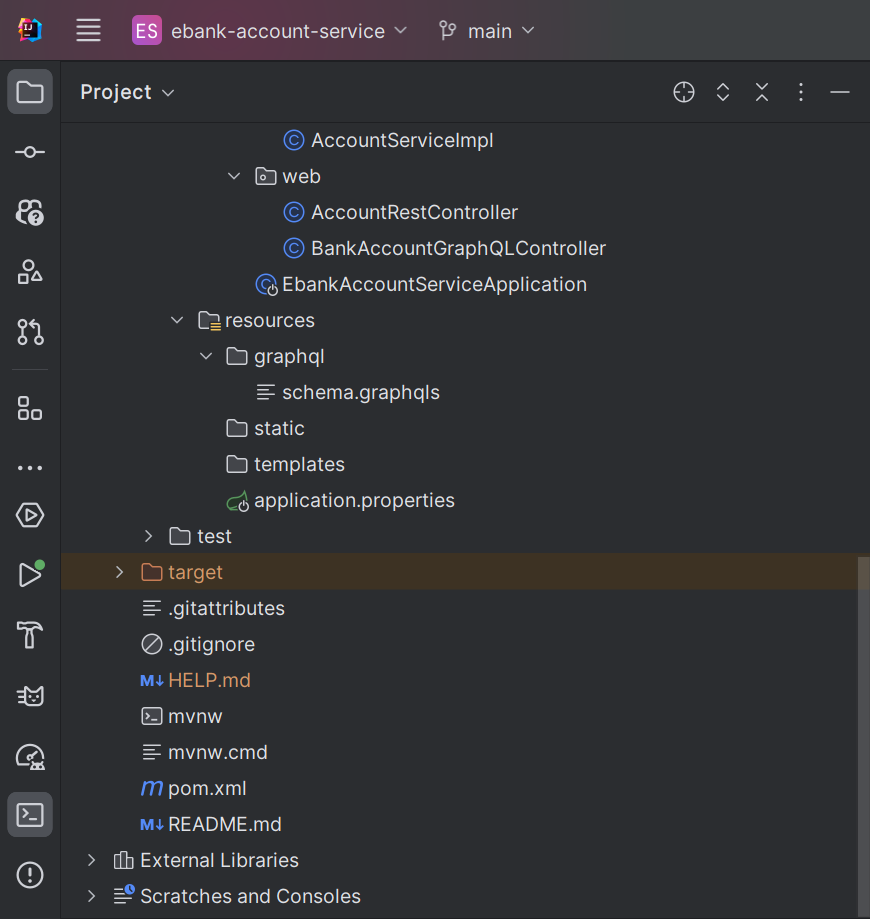 ES ebank-account-service main
Project
AccountServiceImpl
web
AccountRestController
BankAccountGraphQLController
EbankAccountServiceApplication
resources
graphql
schema.graphqls
static
templates
application.properties
test
target
.gitattributes
.gitignore
M↓ HELP.md
mvnw
mvnw.cmd
m pom.xml
M↓ README.md
External Libraries
Scratches and Consoles